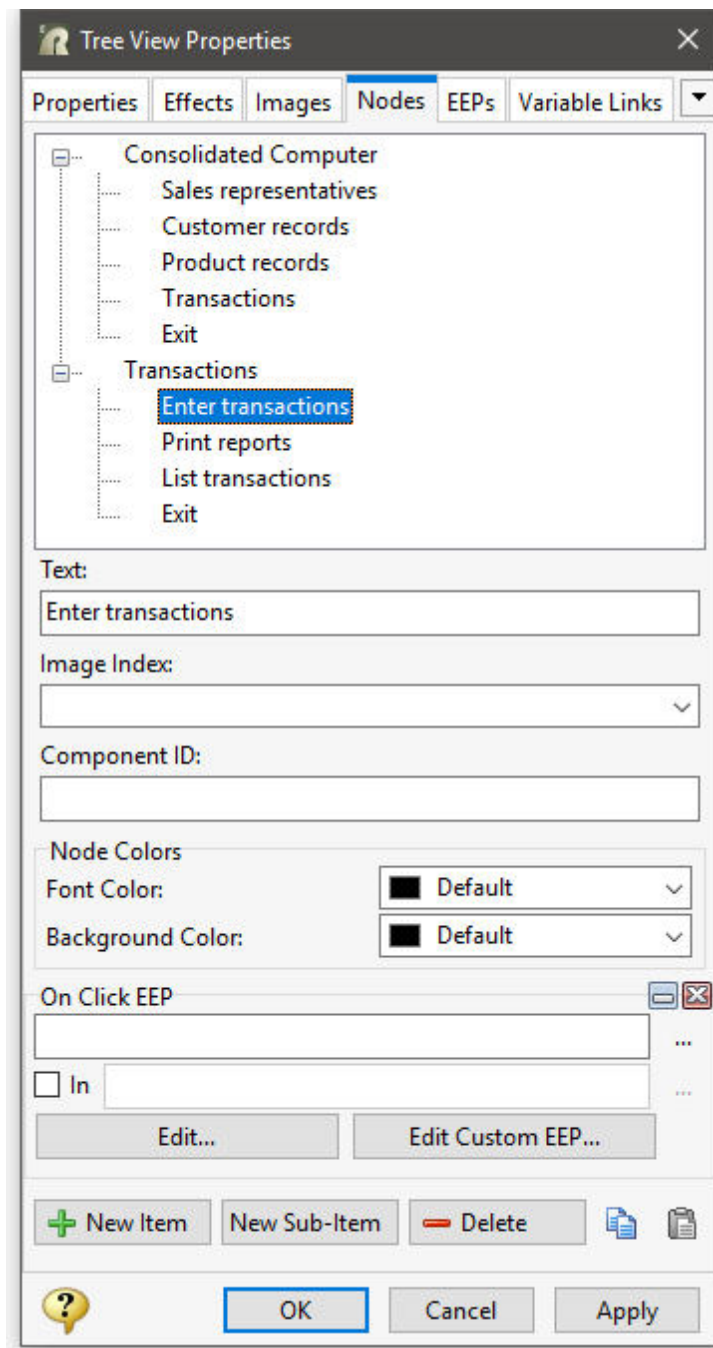 Tree View Properties
Properties Effects Images Nodes EEPs Variable Links
Consolidated Computer
Sales representatives
Customer records
Product records
Transactions
Exit
Transactions
Enter transactions
Print reports
List transactions
Exit
Text:
Enter transactions
Image Index:
Component ID:
Node Colors
Font Color: Default
Background Color: Default
On Click EEP
...
In ...
Edit... Edit Custom EEP...
New Item New Sub-Item Delete
? OK Cancel Apply